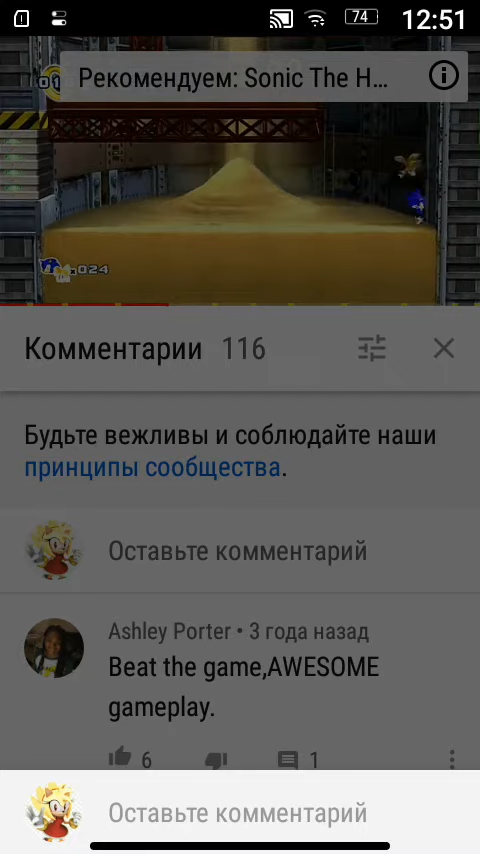 74
12:51
Рекомендуем: Sonic The H...
024
Комментарии 116
Будьте вежливы и соблюдайте наши
принципы сообщества.
Оставьте комментарий
Ashley Porter • 3 года назад
Beat the game,AWESOME
gameplay.
6 1
Оставьте комментарий